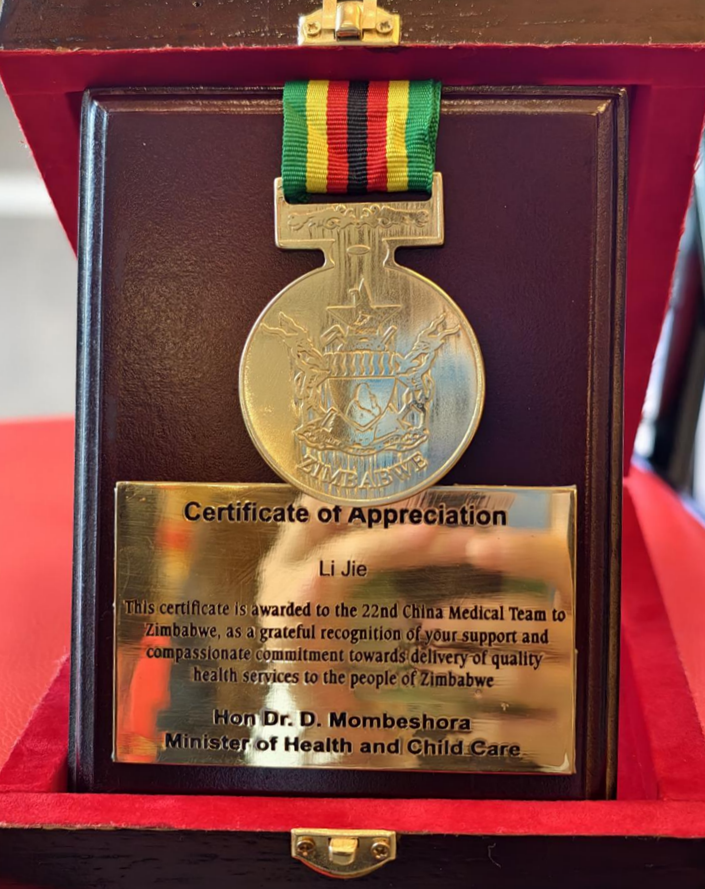 ZIMBABWE
Certificate of Appreciation
Li Jie
This certificate is awarded to the 22nd China Medical Team to
Zimbabwe, as a grateful recognition of your support and
compassionate commitment towards delivery of quality
health services to the people of Zimbabwe
Hon Dr. D. Mombeshora
Minister of Health and Child Care